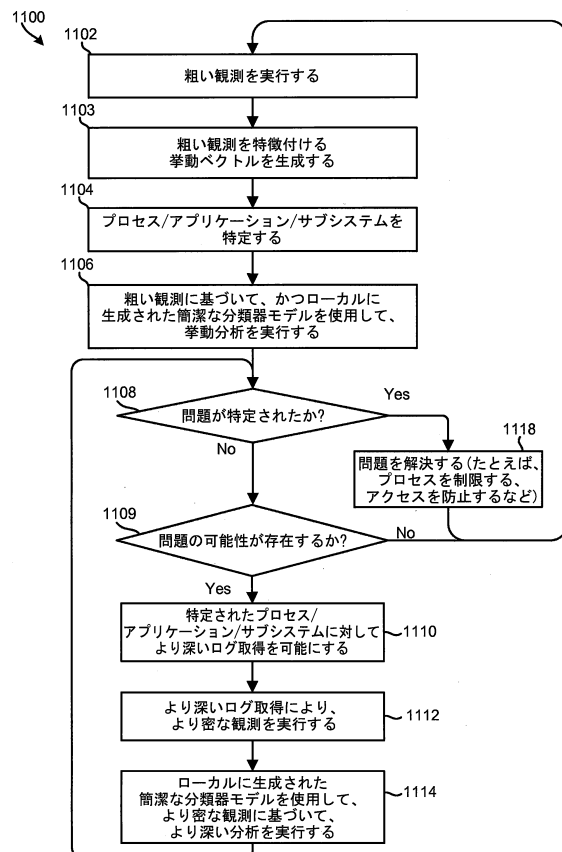 1100
1102
粗い観測を実行する
1103
粗い観測を特徴付ける
挙動ベクトルを生成する
1104
プロセス/アプリケーション/サブシステムを
特定する
1106
粗い観測に基づいて、かつローカルに
生成された簡潔な分類器モデルを使用して、
挙動分析を実行する
1108
問題が特定されたか?
Yes
No
1118
問題を解決する(たとえば、
プロセスを制限する、
アクセスを防止するなど)
1109
問題の可能性が存在するか?
No
Yes
特定されたプロセス/
アプリケーション/サブシステムに対して
より深いログ取得を可能にする
1110
より深いログ取得により、
より密な観測を実行する
1112
ローカルに生成された
簡潔な分類器モデルを使用して、
より密な観測に基づいて、
より深い分析を実行する
1114